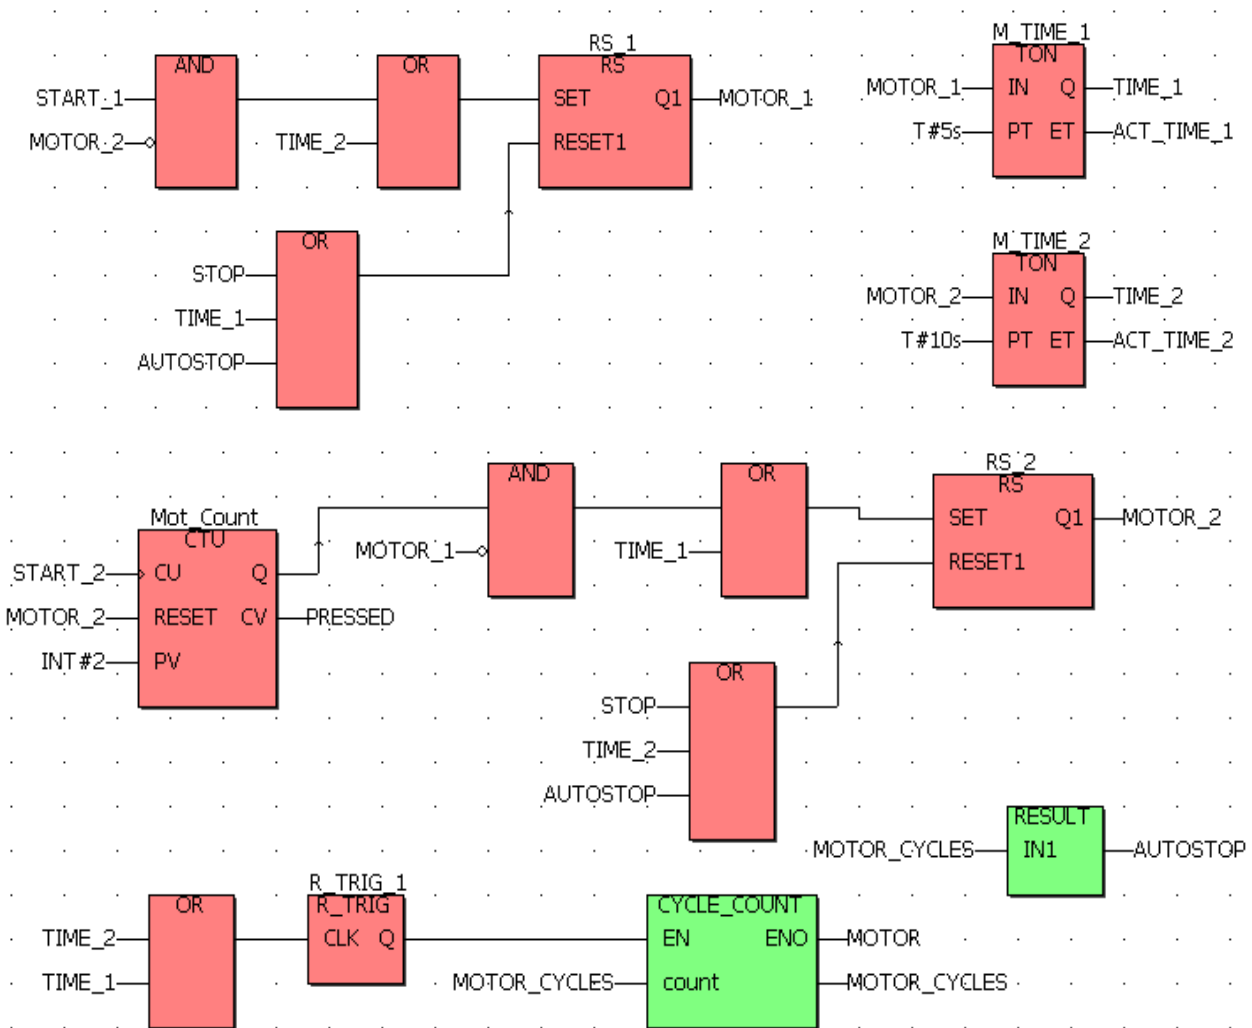 RS_1
AND OR RS
START_1 SET Q1 MOTOR_1
MOTOR_2 TIME_2 RESET1
OR
STOP
TIME_1
AUTOSTOP
M_TIME_1
TON
MOTOR_1 IN Q TIME_1
T#5s PT ET ACT_TIME_1
M_TIME_2
TON
MOTOR_2 IN Q TIME_2
T#10s PT ET ACT_TIME_2
Mot_Count
CTU
START_2 CU Q
MOTOR_2 RESET CV PRESSED
INT#2 PV
AND
MOTOR_1
OR
TIME_1
RS_2
RS
SET Q1 MOTOR_2
RESET1
OR
STOP
TIME_2
AUTOSTOP
RESULT
MOTOR_CYCLES IN1 AUTOSTOP
OR
TIME_2
TIME_1
R_TRIG_1
R_TRIG
CLK Q
CYCLE_COUNT
EN ENO MOTOR
MOTOR_CYCLES count MOTOR_CYCLES